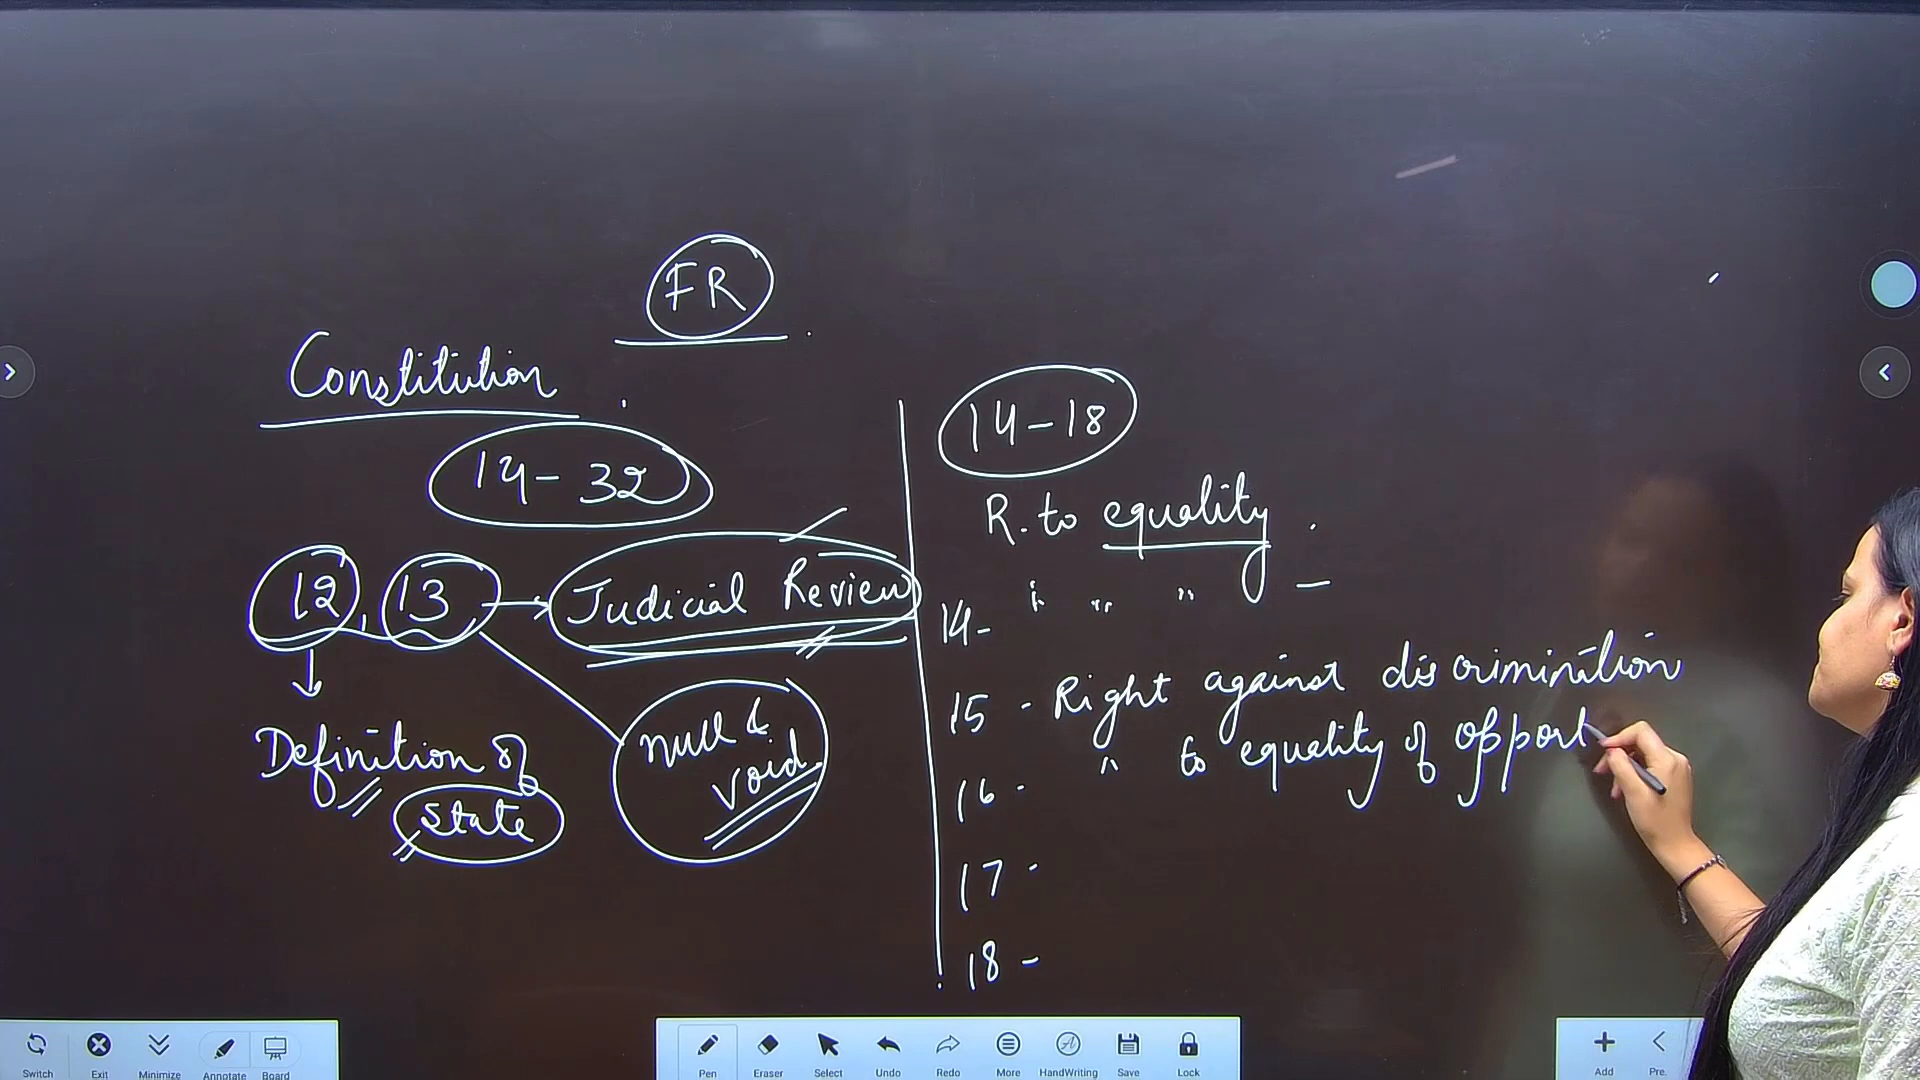 FR
Constitution
14-32
12, 13 → Judicial Review
Definition of
state
null &
void
14-18
R. to equality.
14- " " " -
15 - Right against discrimination
16 - " to equality of opport
17 -
18 -
Switch Exit Minimize Annotate Board
Pen Eraser Select Undo Redo More HandWriting Save Lock
Add Pre.